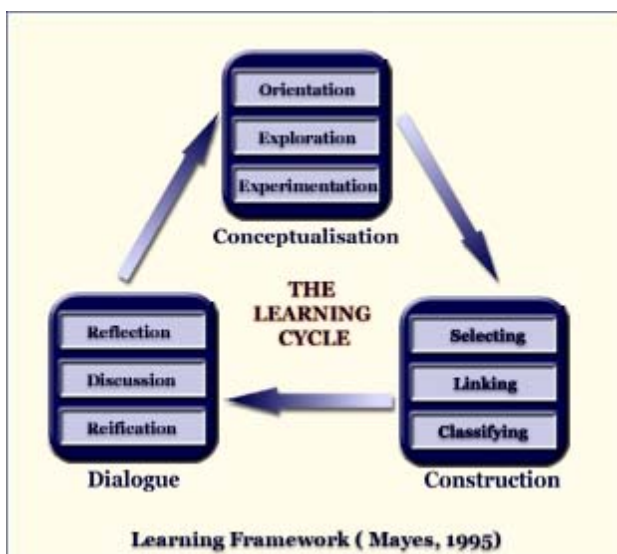 Orientation
Exploration
Experimentation
Conceptualisation
THE
LEARNING
CYCLE
Reflection
Discussion
Reification
Dialogue
Selecting
Linking
Classifying
Construction
Learning Framework ( Mayes, 1995)